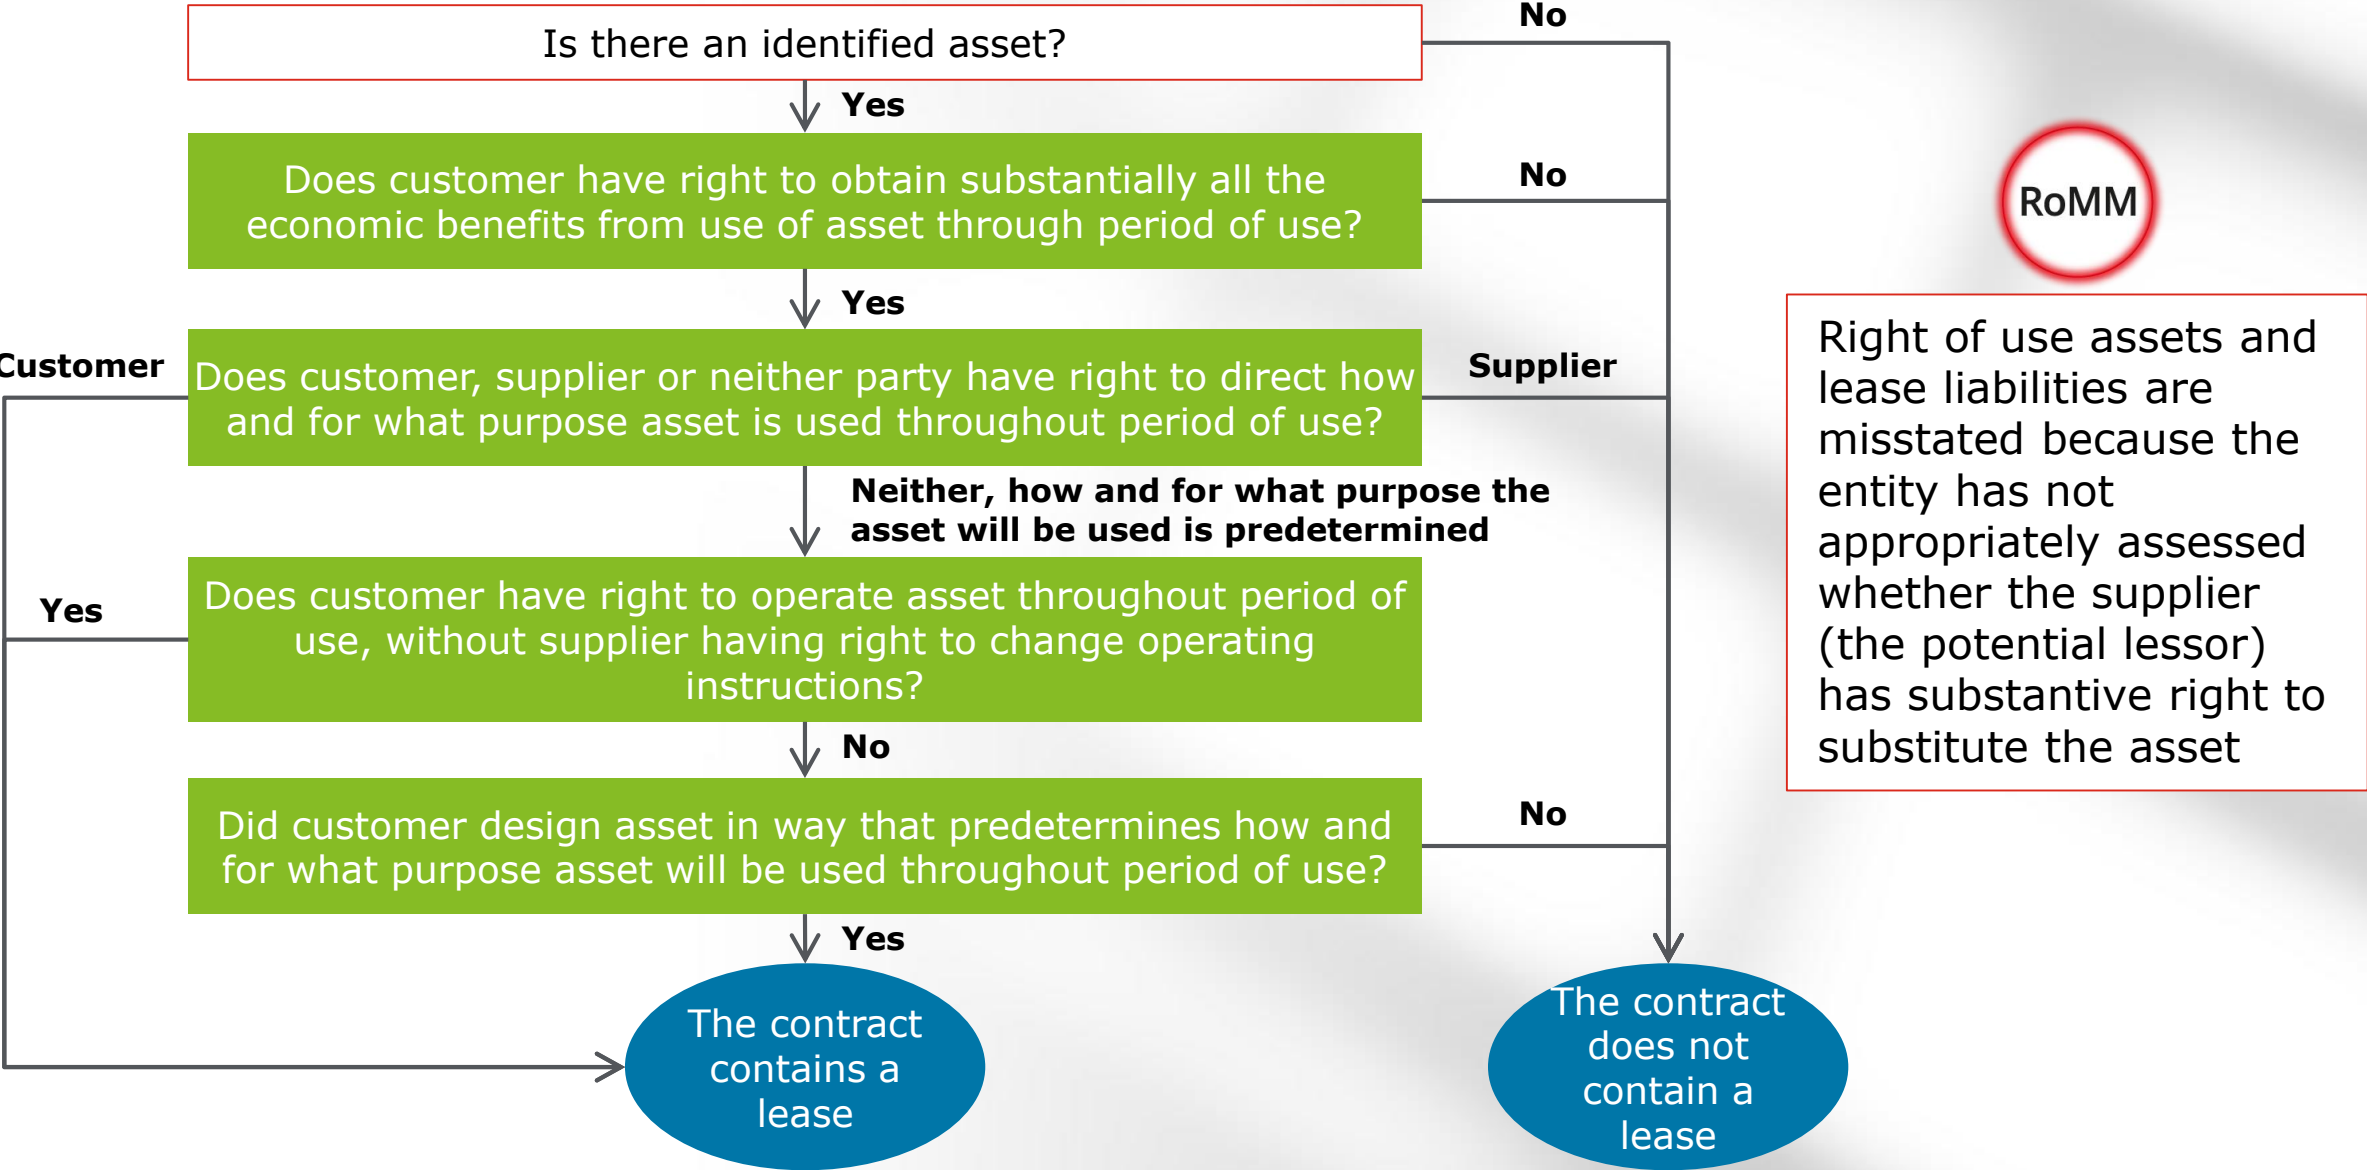 Is there an identified asset?
No
Yes
Does customer have right to obtain substantially all the
economic benefits from use of asset through period of use?
No
Yes
Customer
Does customer, supplier or neither party have right to direct how
and for what purpose asset is used throughout period of use?
Supplier
Neither, how and for what purpose the
asset will be used is predetermined
Yes
Does customer have right to operate asset throughout period of
use, without supplier having right to change operating
instructions?
No
Did customer design asset in way that predetermines how and
for what purpose asset will be used throughout period of use?
No
Yes
The contract
contains a
lease
The contract
does not
contain a
lease
RoMM
Right of use assets and
lease liabilities are
misstated because the
entity has not
appropriately assessed
whether the supplier
(the potential lessor)
has substantive right to
substitute the asset